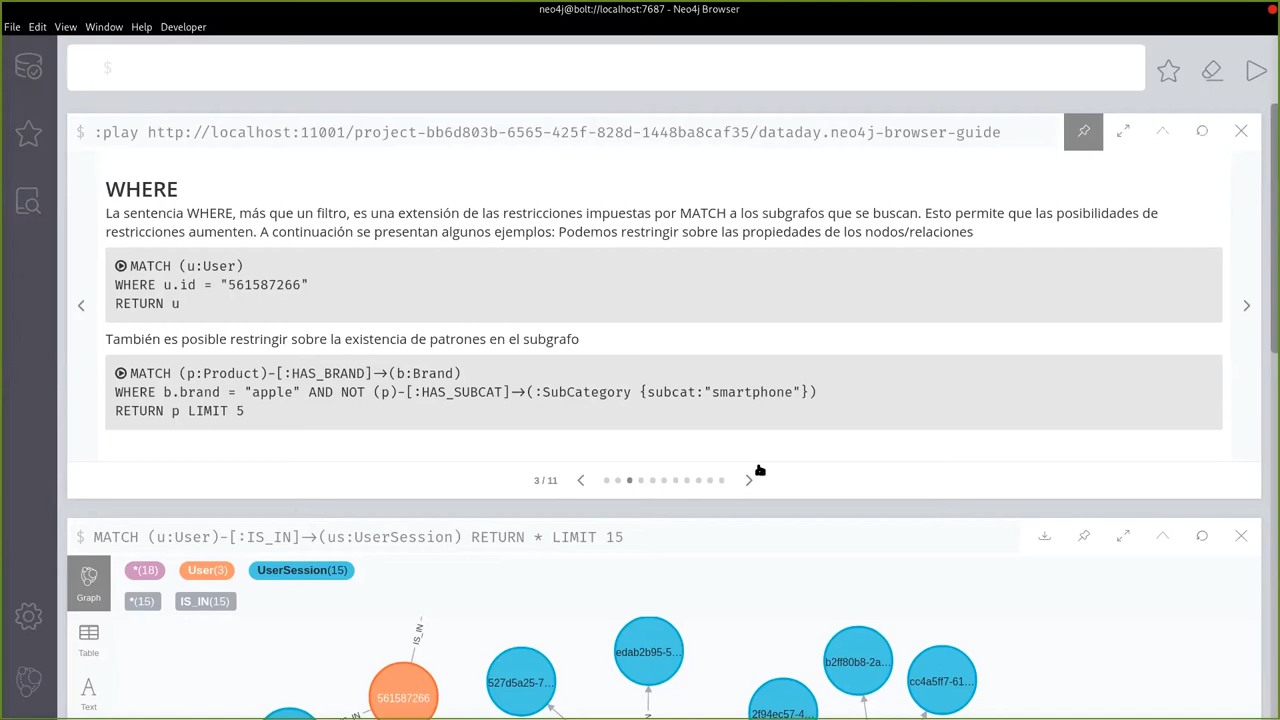 neo4j@bolt://localhost:7687 - Neo4j Browser
File Edit View Window Help Developer
$
$ :play http://localhost:11001/project-bb6d803b-6565-425f-828d-1448ba8caf35/dataday.neo4j-browser-guide
WHERE
La sentencia WHERE, más que un filtro, es una extensión de las restricciones impuestas por MATCH a los subgrafos que se buscan. Esto permite que las posibilidades de
restricciones aumenten. A continuación se presentan algunos ejemplos: Podemos restringir sobre las propiedades de los nodos/relaciones
MATCH (u:User)
WHERE u.id = "561587266"
RETURN u
También es posible restringir sobre la existencia de patrones en el subgrafo
MATCH (p:Product)-[:HAS_BRAND]→(b:Brand)
WHERE b.brand = "apple" AND NOT (p)-[:HAS_SUBCAT]→(:SubCategory {subcat:"smartphone"})
RETURN p LIMIT 5
3 / 11
$ MATCH (u:User)-[:IS_IN]→(us:UserSession) RETURN * LIMIT 15
*(18) User(3) UserSession(15)
Graph
*(15) IS_IN(15)
Table
Text
IS_IN
edab2b95-5...
527d5a25-7...
b2ff80b8-2a...
cc4a5ff7-61...
561587266
2f94ec57-4...